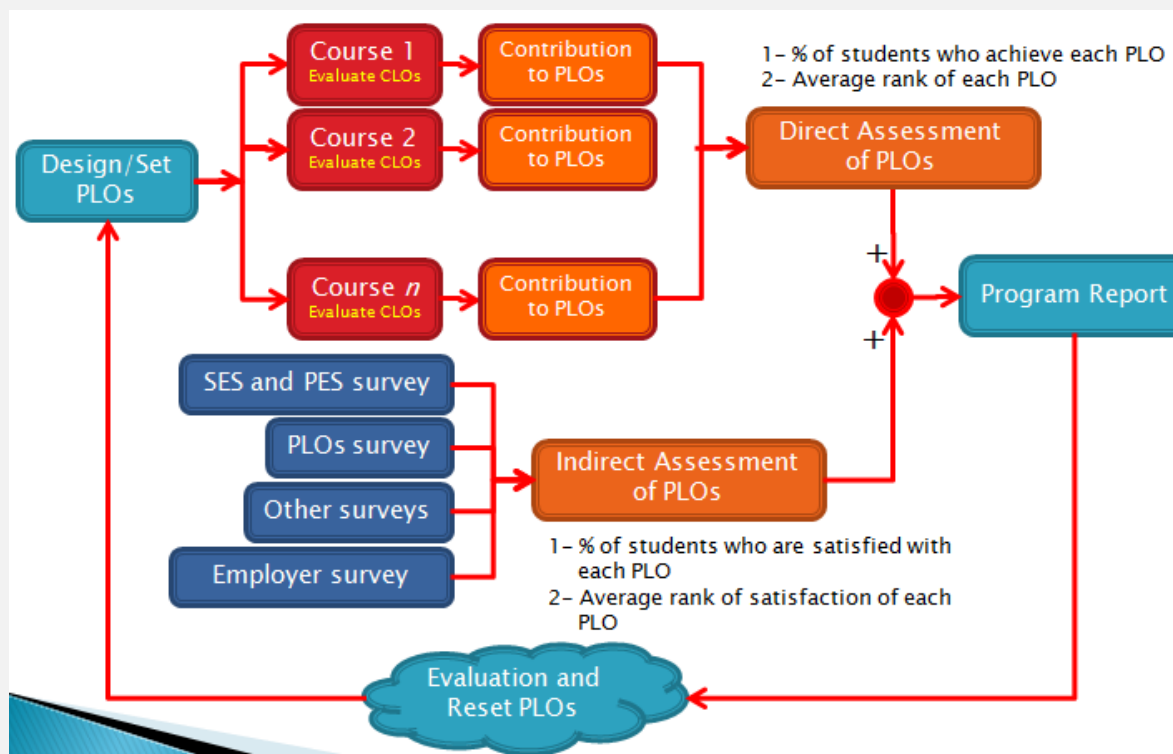 Course 1
Evaluate CLOs
Contribution
to PLOs
1- % of students who achieve each PLO
2- Average rank of each PLO
Design/Set
PLOs
Course 2
Evaluate CLOs
Contribution
to PLOs
Direct Assessment
of PLOs
+
Course n
Evaluate CLOs
Contribution
to PLOs
Program Report
+
SES and PES survey
PLOs survey
Other surveys
Employer survey
Indirect Assessment
of PLOs
1- % of students who are satisfied with
each PLO
2- Average rank of satisfaction of each
PLO
Evaluation and
Reset PLOs